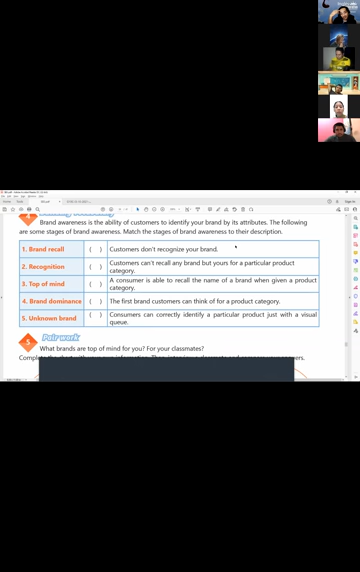 Brand awareness is the ability of customers to identify your brand by its attributes. The following
are some stages of brand awareness. Match the stages of brand awareness to their description.
1. Brand recall ( ) Customers don't recognize your brand.
2. Recognition ( ) Customers can't recall any brand but yours for a particular product
category.
3. Top of mind ( ) A consumer is able to recall the name of a brand when given a product
category.
4. Brand dominance ( ) The first brand customers can think of for a product category.
5. Unknown brand ( ) Consumers can correctly identify a particular product just with a visual
queue.
5 Pair work
What brands are top of mind for you? For your classmates?